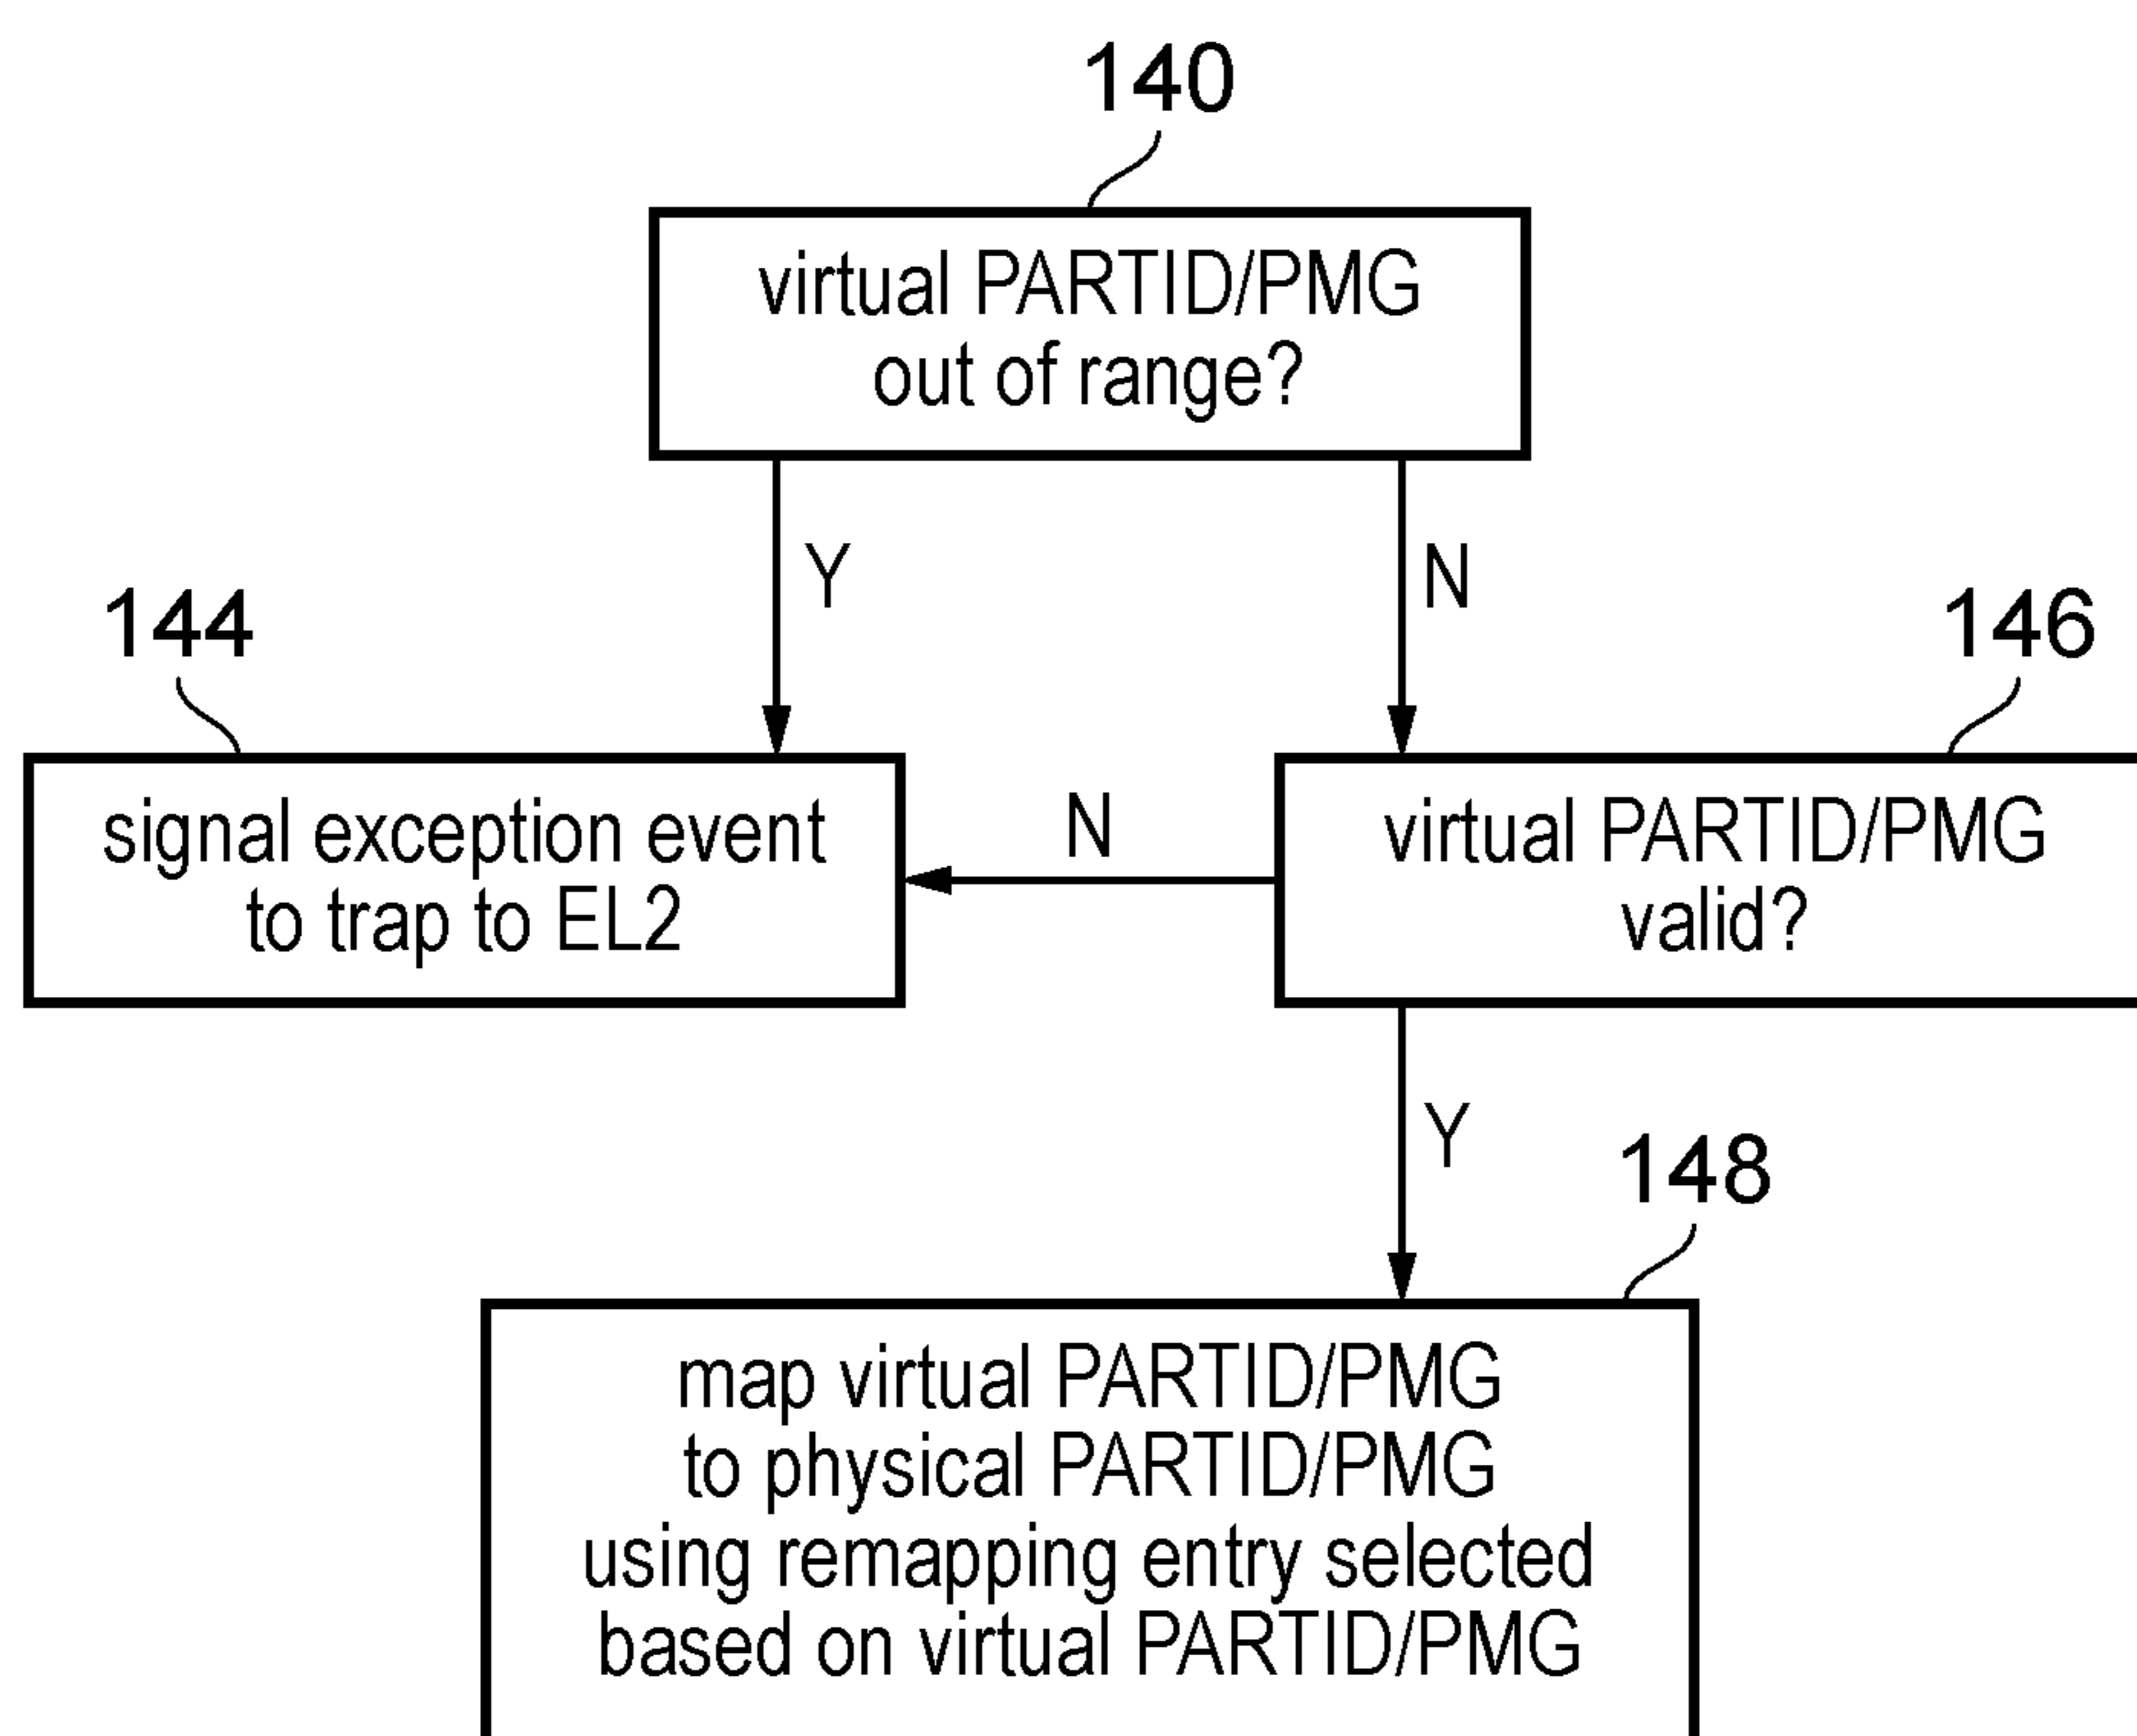 140
virtual PARTID/PMG
out of range?
Y
N
144
146
signal exception event
to trap to EL2
N
virtual PARTID/PMG
valid?
Y
148
map virtual PARTID/PMG
to physical PARTID/PMG
using remapping entry selected
based on virtual PARTID/PMG